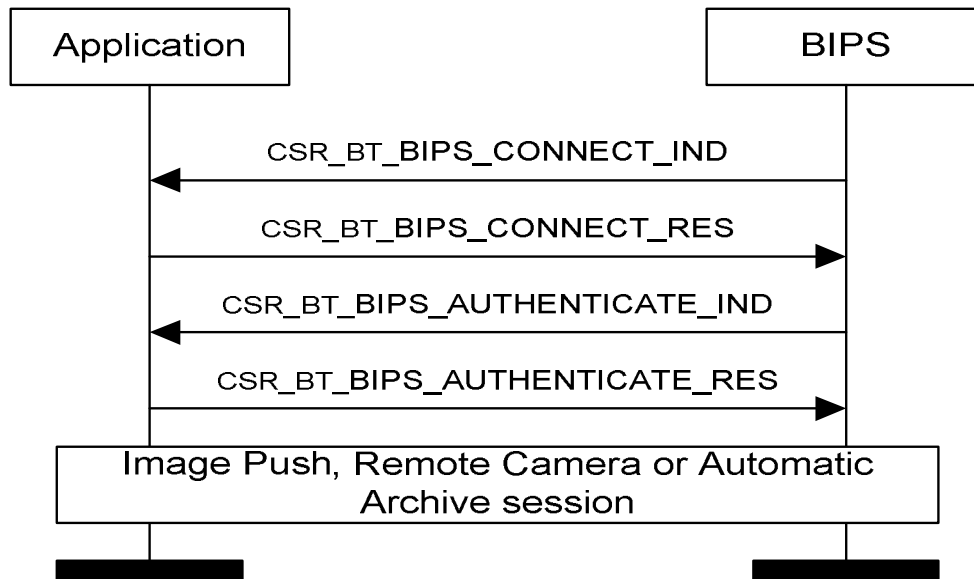 Application
BIPS
CSR_BT_BIPS_CONNECT_IND
CSR_BT_BIPS_CONNECT_RES
CSR_BT_BIPS_AUTHENTICATE_IND
CSR_BT_BIPS_AUTHENTICATE_RES
Image Push, Remote Camera or Automatic
Archive session